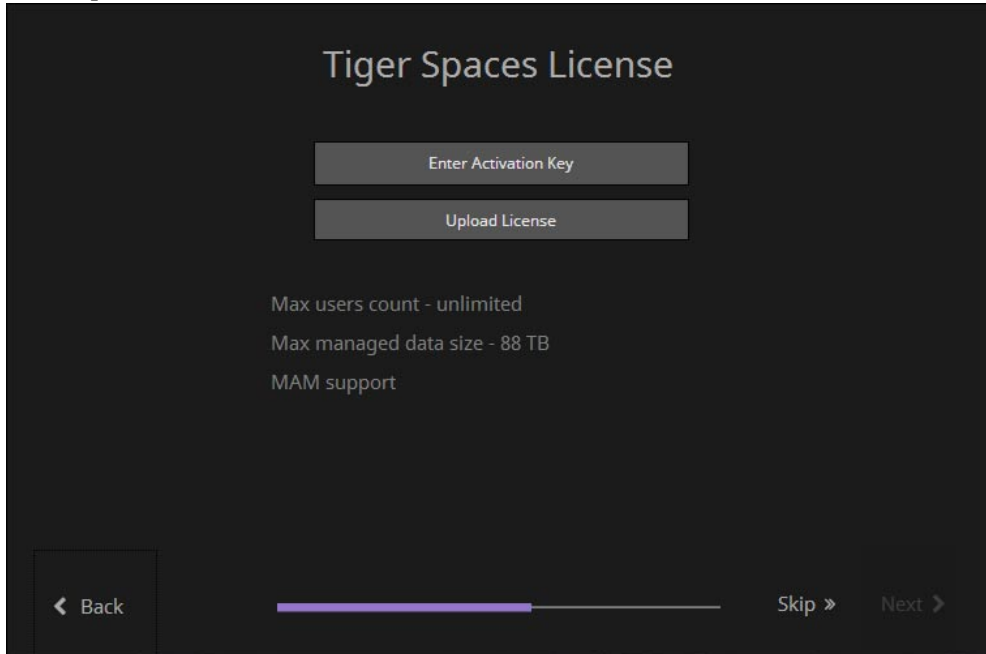 Tiger Spaces License
Enter Activation Key
Upload License
Max users count - unlimited
Max managed data size - 88 TB
MAM support
Back
Skip »
Next